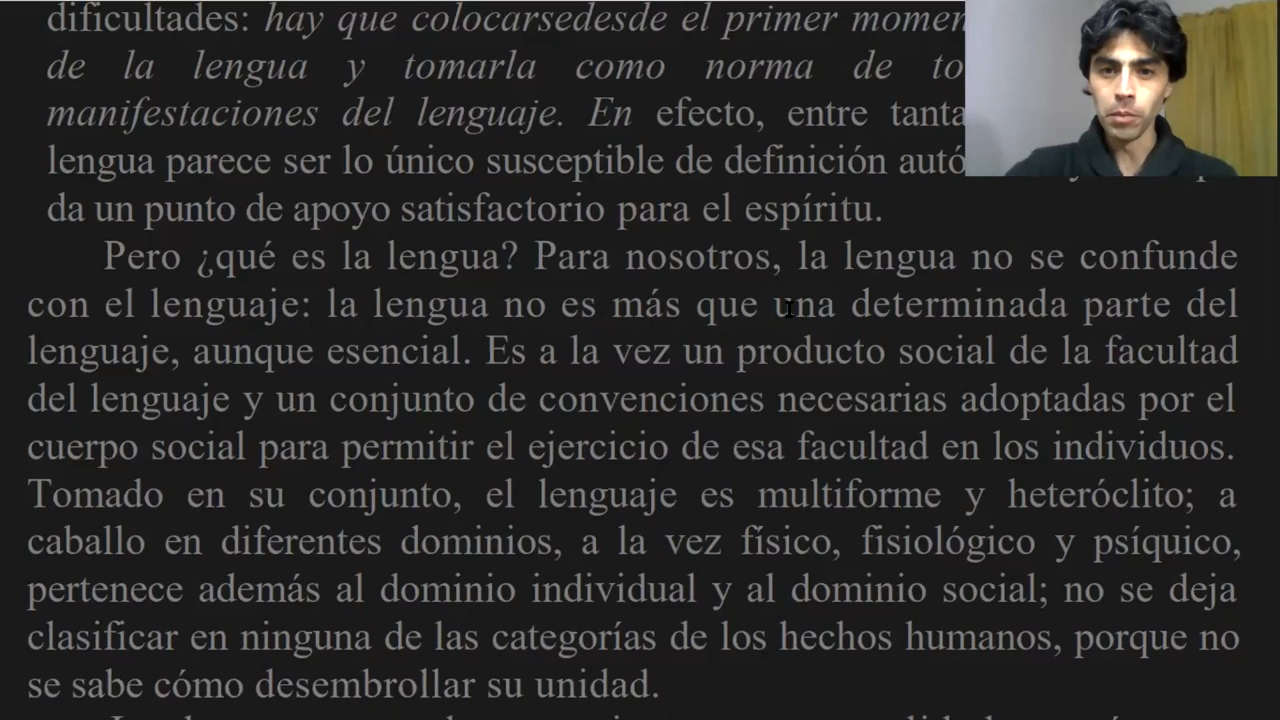 dificultades: hay que colocarsedesde el primer momen
de la lengua y tomarla como norma de to
manifestaciones del lenguaje. En efecto, entre tanta
lengua parece ser lo único susceptible de definición autó
da un punto de apoyo satisfactorio para el espíritu.
Pero ¿qué es la lengua? Para nosotros, la lengua no se confunde
con el lenguaje: la lengua no es más que una determinada parte del
lenguaje, aunque esencial. Es a la vez un producto social de la facultad
del lenguaje y un conjunto de convenciones necesarias adoptadas por el
cuerpo social para permitir el ejercicio de esa facultad en los individuos.
Tomado en su conjunto, el lenguaje es multiforme y heteróclito; a
caballo en diferentes dominios, a la vez físico, fisiológico y psíquico,
pertenece además al dominio individual y al dominio social; no se deja
clasificar en ninguna de las categorías de los hechos humanos, porque no
se sabe cómo desembrollar su unidad.